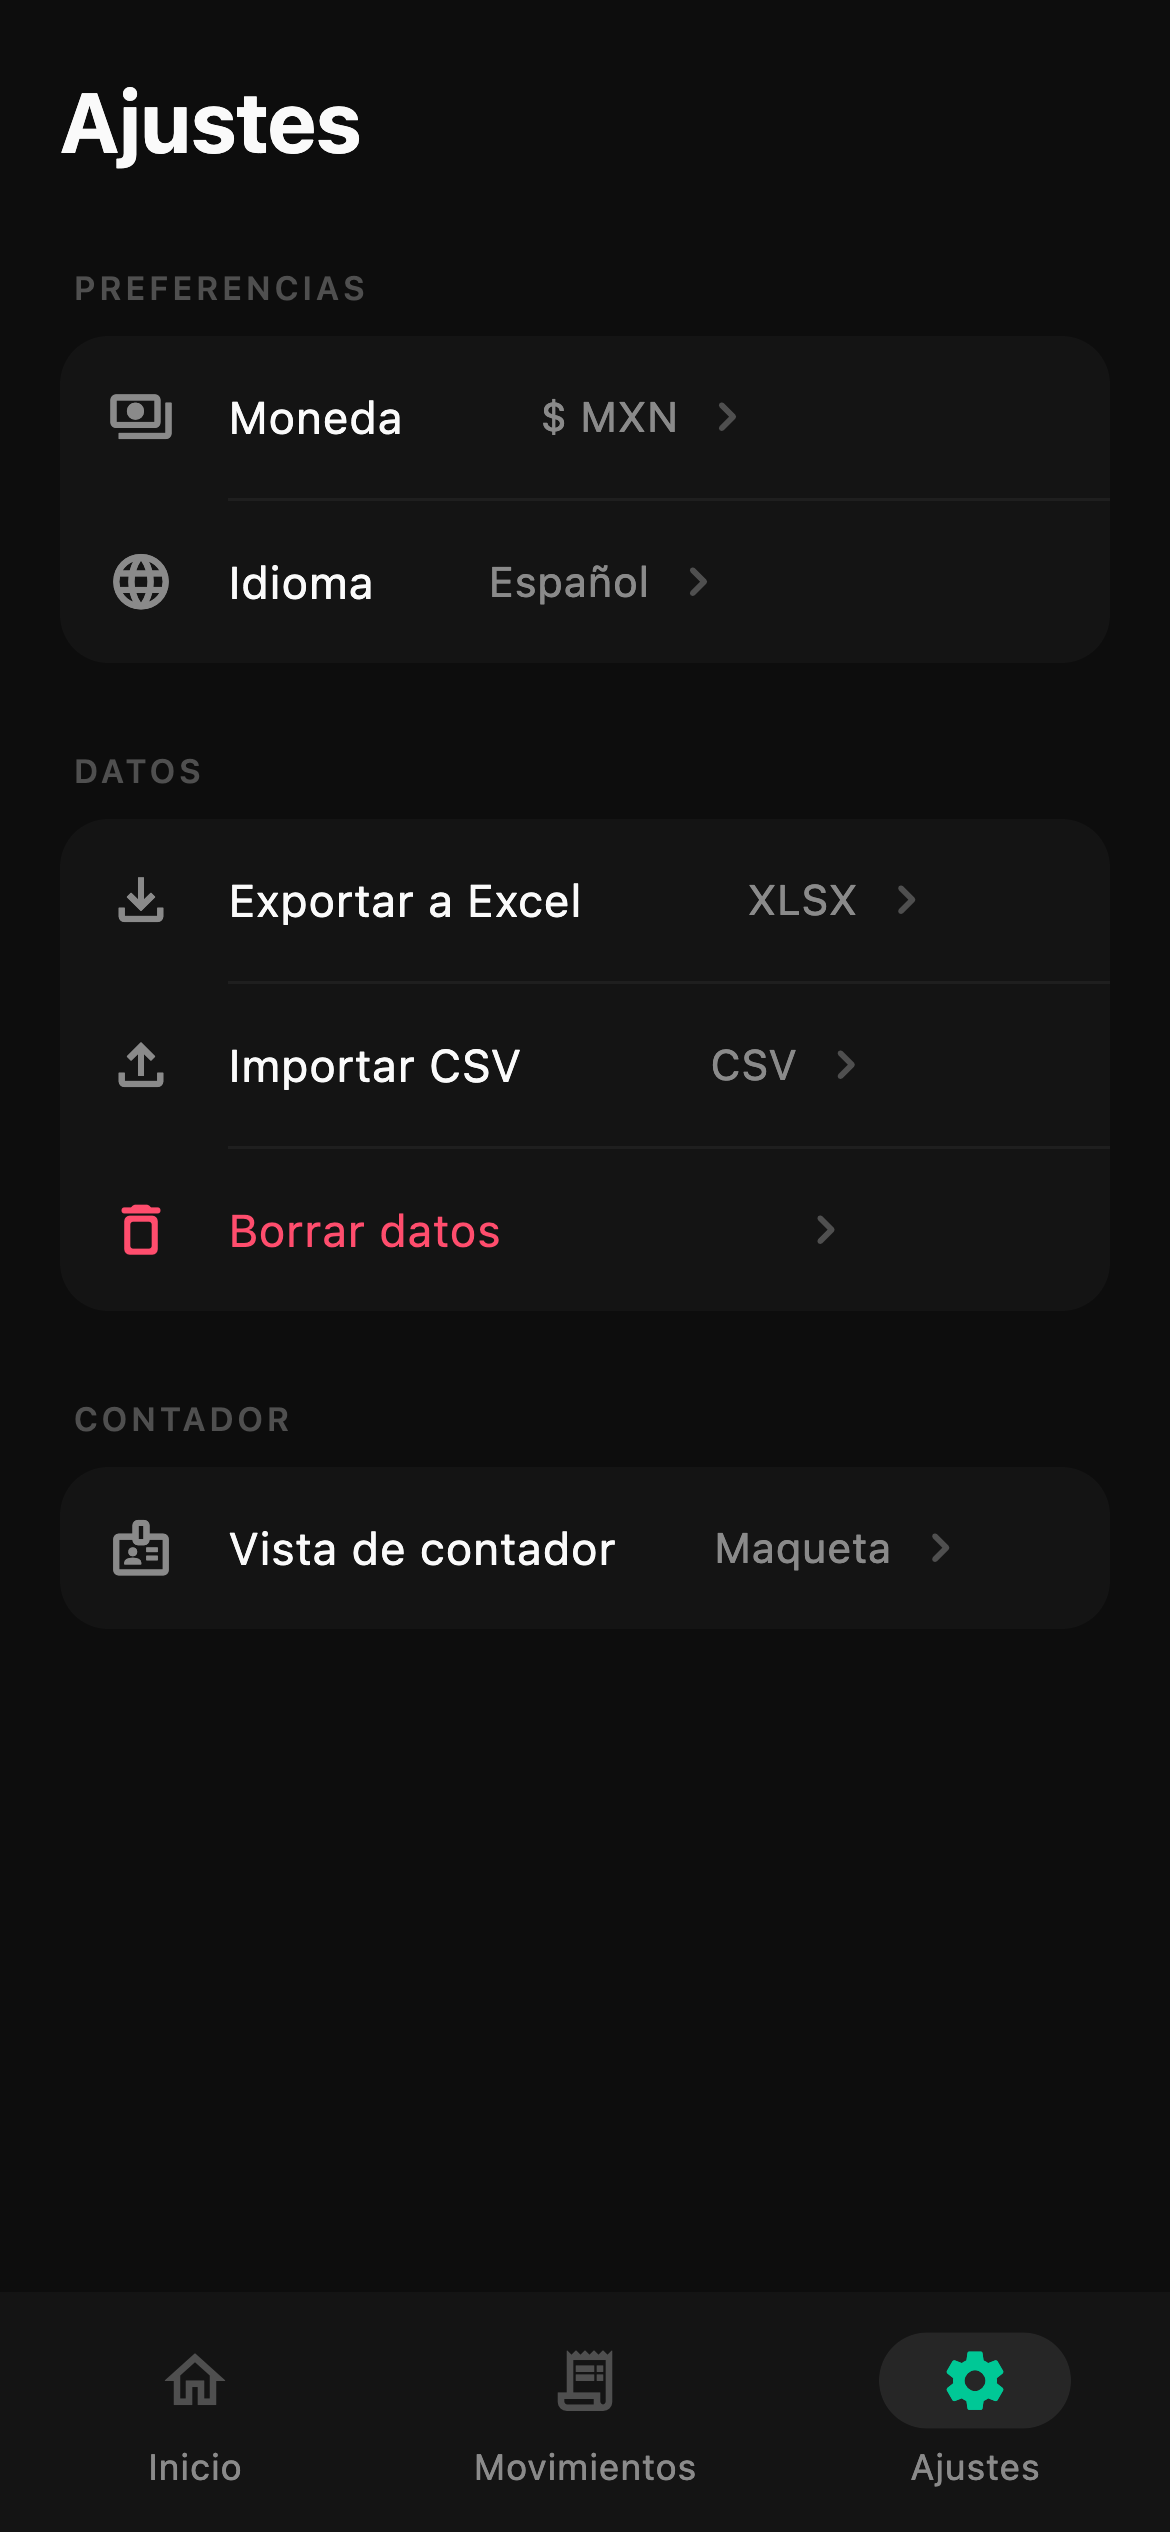 Ajustes
PREFERENCIAS
Moneda $ MXN
Idioma Español
DATOS
Exportar a Excel XLSX
Importar CSV CSV
Borrar datos
CONTADOR
Vista de contador Maqueta
Inicio Movimientos Ajustes